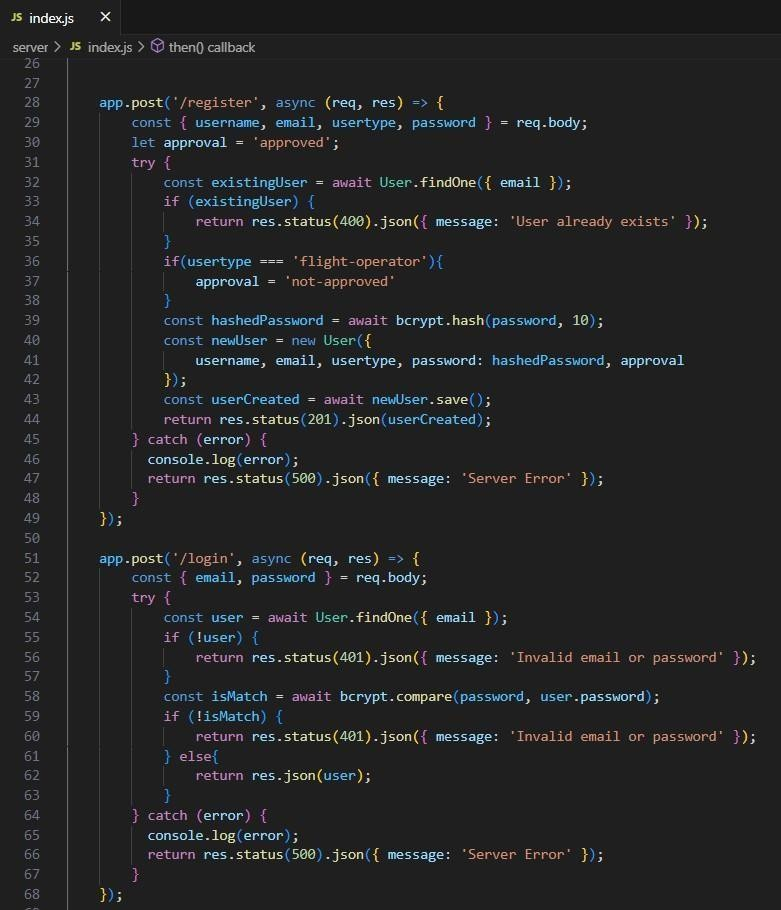 JS index.js ×
server > JS index.js > then() callback
26
27
28 app.post('/register', async (req, res) => {
29 const { username, email, usertype, password } = req.body;
30 let approval = 'approved';
31 try {
32 const existingUser = await User.findOne({ email });
33 if (existingUser) {
34 return res.status(400).json({ message: 'User already exists' });
35 }
36 if(usertype === 'flight-operator'){
37 approval = 'not-approved'
38 }
39 const hashedPassword = await bcrypt.hash(password, 10);
40 const newUser = new User({
41 username, email, usertype, password: hashedPassword, approval
42 });
43 const userCreated = await newUser.save();
44 return res.status(201).json(userCreated);
45 } catch (error) {
46 console.log(error);
47 return res.status(500).json({ message: 'Server Error' });
48 }
49 });
50
51 app.post('/login', async (req, res) => {
52 const { email, password } = req.body;
53 try {
54 const user = await User.findOne({ email });
55 if (!user) {
56 return res.status(401).json({ message: 'Invalid email or password' });
57 }
58 const isMatch = await bcrypt.compare(password, user.password);
59 if (!isMatch) {
60 return res.status(401).json({ message: 'Invalid email or password' });
61 } else{
62 return res.json(user);
63 }
64 } catch (error) {
65 console.log(error);
66 return res.status(500).json({ message: 'Server Error' });
67 }
68 });